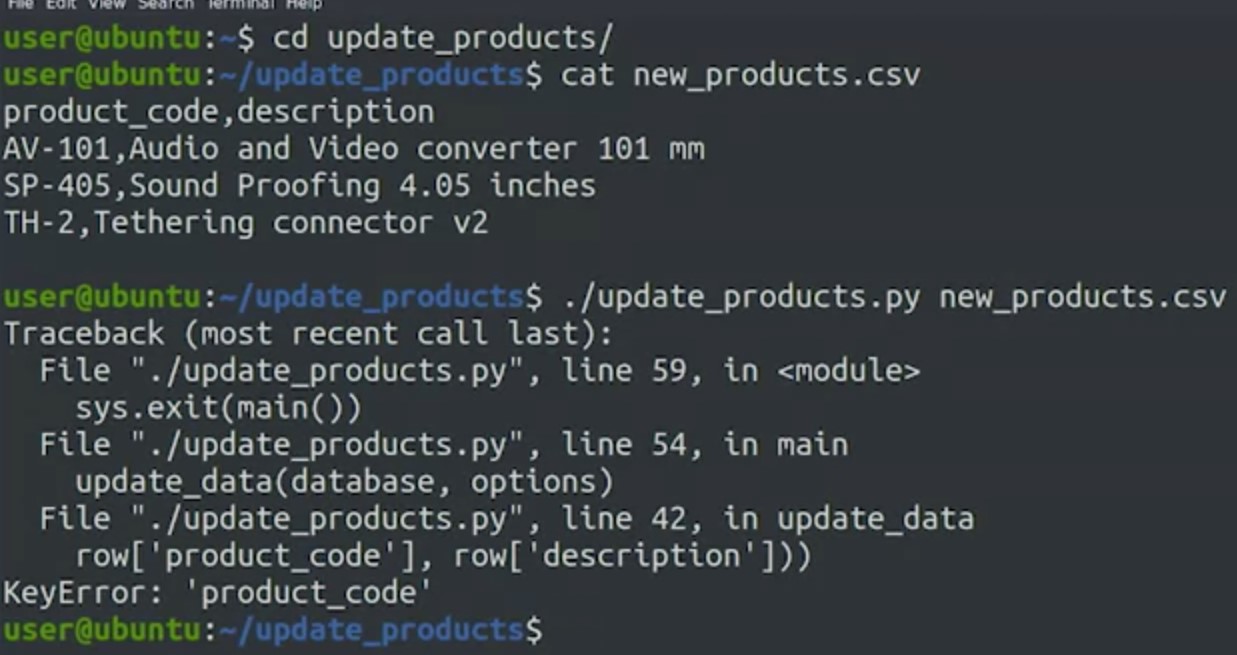 File Edit View Search Terminal Help
user@ubuntu:~$ cd update_products/
user@ubuntu:~/update_products$ cat new_products.csv
product_code,description
AV-101,Audio and Video converter 101 mm
SP-405,Sound Proofing 4.05 inches
TH-2,Tethering connector v2
user@ubuntu:~/update_products$ ./update_products.py new_products.csv
Traceback (most recent call last):
  File "./update_products.py", line 59, in <module>
    sys.exit(main())
  File "./update_products.py", line 54, in main
    update_data(database, options)
  File "./update_products.py", line 42, in update_data
    row['product_code'], row['description']))
KeyError: 'product_code'
user@ubuntu:~/update_products$